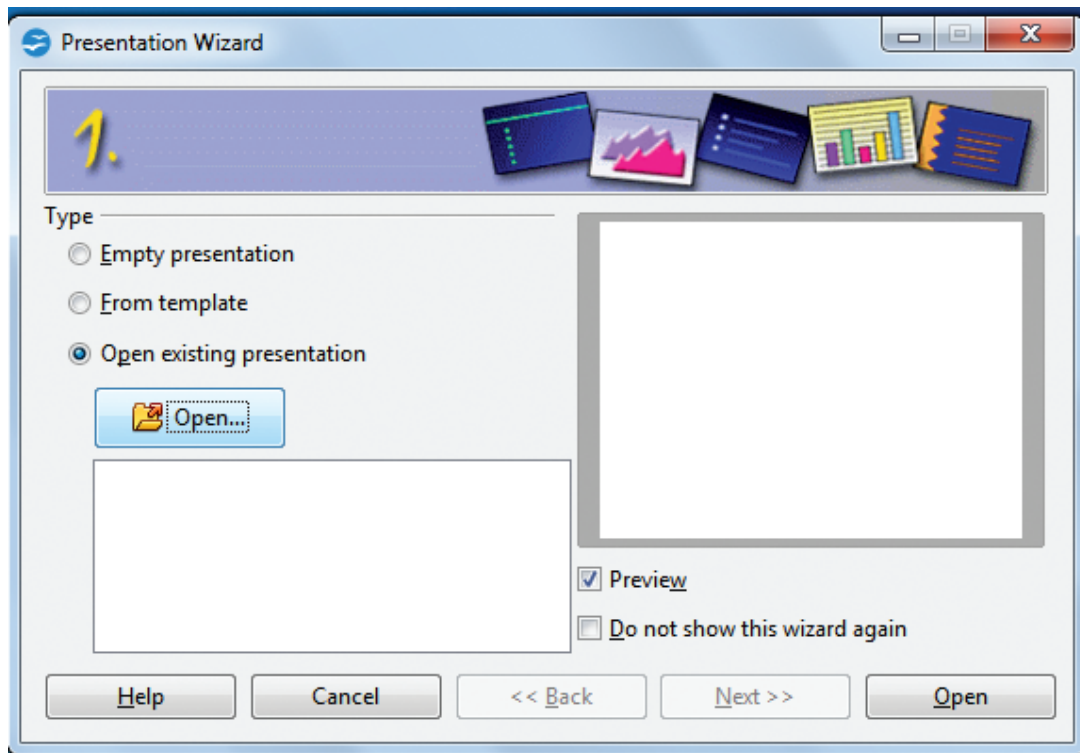 Presentation Wizard
1.
Type
Empty presentation
From template
Open existing presentation
Open...
Preview
Do not show this wizard again
Help Cancel << Back Next >> Open